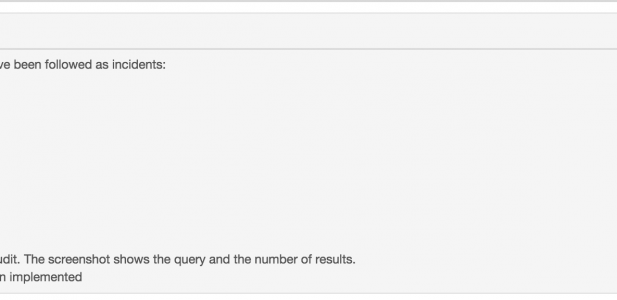 ve been followed as incidents:
udit. The screenshot shows the query and the number of results.
n implemented